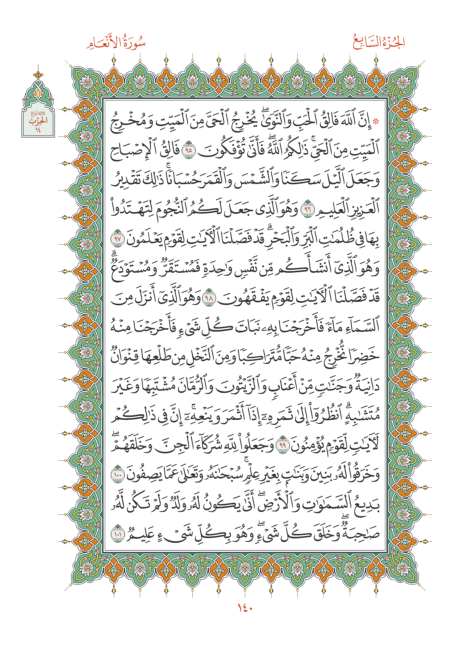 الجُزْءُ السَّابِعُ
سُورَةُ الأَنْعَامِ
رُبْعُ
الحِزْبِ
١٤
۞ إِنَّ ٱللَّهَ فَالِقُ ٱلْحَبِّ وَٱلنَّوَىٰۖ يُخْرِجُ ٱلْحَىَّ مِنَ ٱلْمَيِّتِ وَمُخْرِجُ
ٱلْمَيِّتِ مِنَ ٱلْحَىِّۚ ذَٰلِكُمُ ٱللَّهُۖ فَأَنَّىٰ تُؤْفَكُونَ ٩٥ فَالِقُ ٱلْإِصْبَاحِ
وَجَعَلَ ٱلَّيْلَ سَكَنًا وَٱلشَّمْسَ وَٱلْقَمَرَ حُسْبَانًاۚ ذَٰلِكَ تَقْدِيرُ
ٱلْعَزِيزِ ٱلْعَلِيمِ ٩٦ وَهُوَ ٱلَّذِى جَعَلَ لَكُمُ ٱلنُّجُومَ لِتَهْتَدُوا۟
بِهَا فِى ظُلُمَٰتِ ٱلْبَرِّ وَٱلْبَحْرِۗ قَدْ فَصَّلْنَا ٱلْـَٔايَٰتِ لِقَوْمٍ يَعْلَمُونَ ٩٧
وَهُوَ ٱلَّذِىٓ أَنشَأَكُم مِّن نَّفْسٍ وَٰحِدَةٍ فَمُسْتَقَرٌّ وَمُسْتَوْدَعٌۗ
قَدْ فَصَّلْنَا ٱلْـَٔايَٰتِ لِقَوْمٍ يَفْقَهُونَ ٩٨ وَهُوَ ٱلَّذِىٓ أَنزَلَ مِنَ
ٱلسَّمَآءِ مَآءً فَأَخْرَجْنَا بِهِۦ نَبَاتَ كُلِّ شَىْءٍ فَأَخْرَجْنَا مِنْهُ
خَضِرًا نُّخْرِجُ مِنْهُ حَبًّا مُّتَرَاكِبًا وَمِنَ ٱلنَّخْلِ مِن طَلْعِهَا قِنْوَانٌ
دَانِيَةٌ وَجَنَّٰتٍ مِّنْ أَعْنَابٍ وَٱلزَّيْتُونَ وَٱلرُّمَّانَ مُشْتَبِهًا وَغَيْرَ
مُتَشَٰبِهٍۗ ٱنظُرُوٓا۟ إِلَىٰ ثَمَرِهِۦٓ إِذَآ أَثْمَرَ وَيَنْعِهِۦٓۚ إِنَّ فِى ذَٰلِكُمْ
لَـَٔايَٰتٍ لِّقَوْمٍ يُؤْمِنُونَ ٩٩ وَجَعَلُوا۟ لِلَّهِ شُرَكَآءَ ٱلْجِنَّ وَخَلَقَهُمْۖ
وَخَرَقُوا۟ لَهُۥ بَنِينَ وَبَنَٰتٍۭ بِغَيْرِ عِلْمٍۚ سُبْحَٰنَهُۥ وَتَعَٰلَىٰ عَمَّا يَصِفُونَ ١٠٠
بَدِيعُ ٱلسَّمَٰوَٰتِ وَٱلْأَرْضِۖ أَنَّىٰ يَكُونُ لَهُۥ وَلَدٌ وَلَمْ تَكُن لَّهُۥ
صَٰحِبَةٌۖ وَخَلَقَ كُلَّ شَىْءٍۖ وَهُوَ بِكُلِّ شَىْءٍ عَلِيمٌ ١٠١
١٤٠